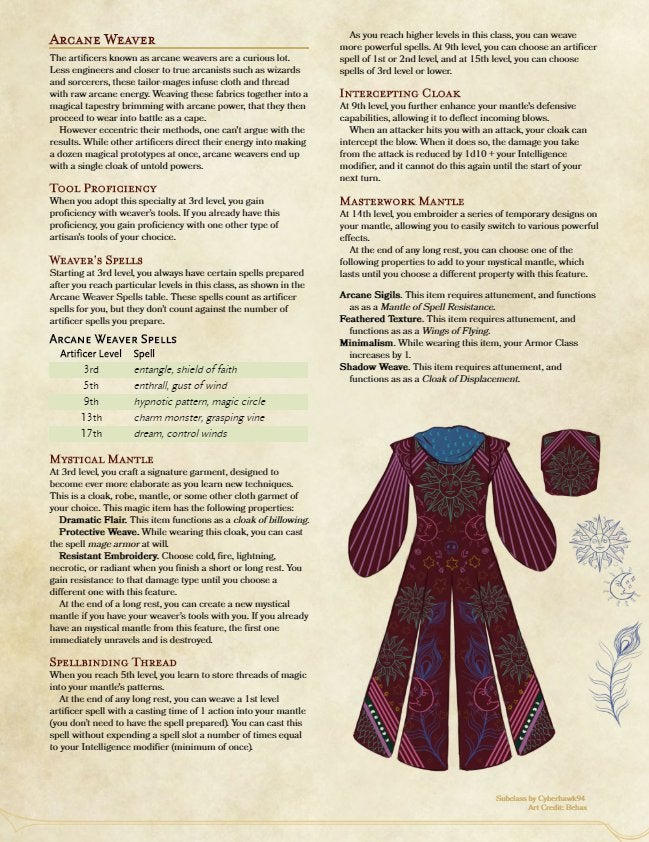 Arcane Weaver
The artificers known as arcane weavers are a curious lot.
Less engineers and closer to true arcanists such as wizards
and sorcerers, these tailor-mages infuse cloth and thread
with raw arcane energy. Weaving these fabrics together into a
magical tapestry brimming with arcane power, that they then
proceed to wear into battle as a cape.
However eccentric their methods, one can't argue with the
results. While other artificers direct their energy into making
a dozen magical prototypes at once, arcane weavers end up
with a single cloak of untold powers.
Tool Proficiency
When you adopt this specialty at 3rd level, you gain
proficiency with weaver's tools. If you already have this
proficiency, you gain proficiency with one other type of
artisan's tools of your chocice.
Weaver's Spells
Starting at 3rd level, you always have certain spells prepared
after you reach particular levels in this class, as shown in the
Arcane Weaver Spells table. These spells count as artificer
spells for you, but they don't count against the number of
artificer spells you prepare.
Arcane Weaver Spells
Artificer Level Spell
3rd entangle, shield of faith
5th enthrall, gust of wind
9th hypnotic pattern, magic circle
13th charm monster, grasping vine
17th dream, control winds
Mystical Mantle
At 3rd level, you craft a signature garment, designed to
become ever more elaborate as you learn new techniques.
This is a cloak, robe, mantle, or some other cloth garmet of
your choice. This magic item has the following properties:
Dramatic Flair. This item functions as a cloak of billowing.
Protective Weave. While wearing this cloak, you can cast
the spell mage armor at will.
Resistant Embroidery. Choose cold, fire, lightning,
necrotic, or radiant when you finish a short or long rest. You
gain resistance to that damage type until you choose a
different one with this feature.
At the end of a long rest, you can create a new mystical
mantle if you have your weaver's tools with you. If you already
have an mystical mantle from this feature, the first one
immediately unravels and is destroyed.
Spellbinding Thread
When you reach 5th level, you learn to store threads of magic
into your mantle's patterns.
At the end of any long rest, you can weave a 1st level
artificer spell with a casting time of 1 action into your mantle
(you don't need to have the spell prepared). You can cast this
spell without expending a spell slot a number of times equal
to your Intelligence modifier (minimum of once).
As you reach higher levels in this class, you can weave
more powerful spells. At 9th level, you can choose an artificer
spell of 1st or 2nd level, and at 15th level, you can choose
spells of 3rd level or lower.
Intercepting Cloak
At 9th level, you further enhance your mantle's defensive
capabilities, allowing it to deflect incoming blows.
When an attacker hits you with an attack, your cloak can
intercept the blow. When it does so, the damage you take
from the attack is reduced by 1d10 + your Intelligence
modifier, and it cannot do this again until the start of your
next turn.
Masterwork Mantle
At 14th level, you embroider a series of temporary designs on
your mantle, allowing you to easily switch to various powerful
effects.
At the end of any long rest, you can choose one of the
following properties to add to your mystical mantle, which
lasts until you choose a different property with this feature.
Arcane Sigils. This item requires attunement, and functions
as as a Mantle of Spell Resistance.
Feathered Texture. This item requires attunement, and
functions as as a Wings of Flying.
Minimalism. While wearing this item, your Armor Class
increases by 1.
Shadow Weave. This item requires attunement, and
functions as as a Cloak of Displacement.
Subclass by Cyberhawk94
Art Credit: Behax